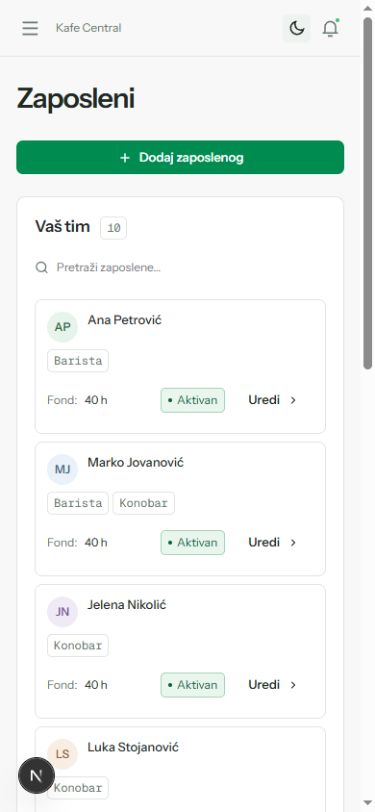 Kafe Central
Zaposleni
+ Dodaj zaposlenog
Vaš tim 10
Pretraži zaposlene...
AP Ana Petrović
Barista
Fond: 40 h • Aktivan Uredi >
MJ Marko Jovanović
Barista Konobar
Fond: 40 h • Aktivan Uredi >
JN Jelena Nikolić
Konobar
Fond: 40 h • Aktivan Uredi >
LS Luka Stojanović
N Konobar